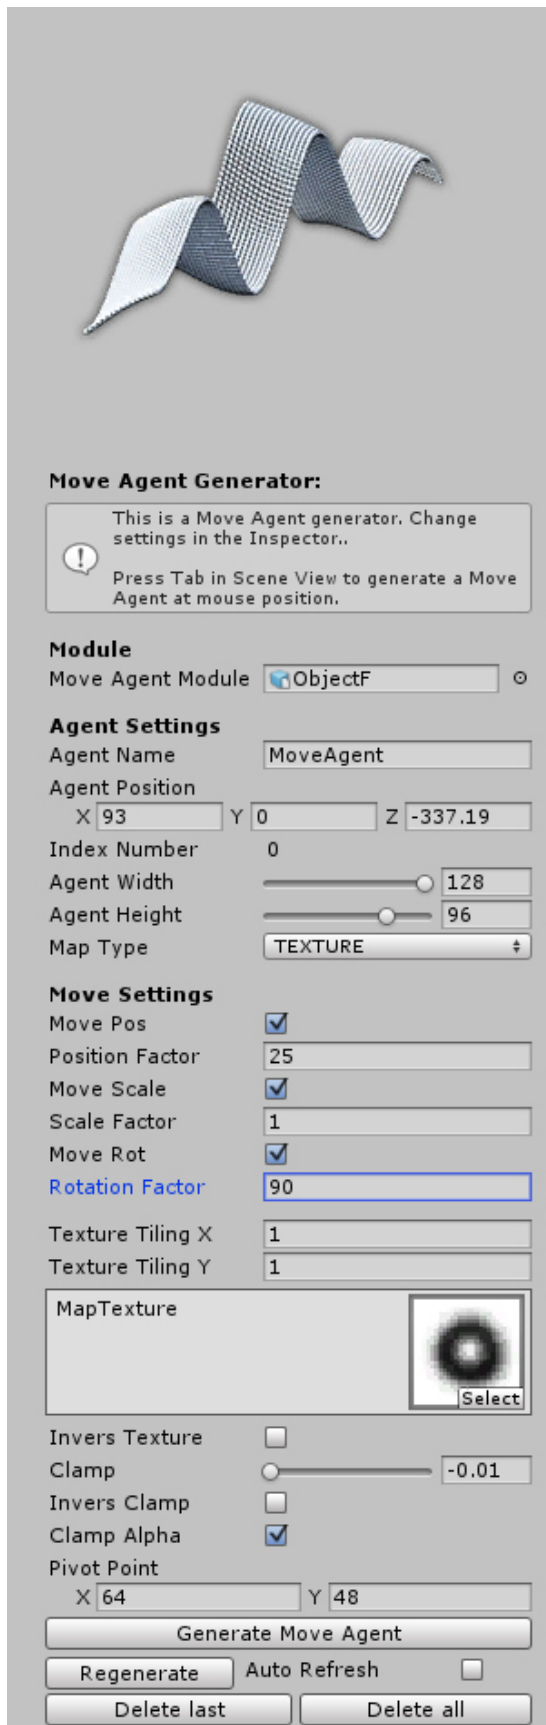 Move Agent Generator:
This is a Move Agent generator. Change
settings in the Inspector..
Press Tab in Scene View to generate a Move
Agent at mouse position.
Module
Move Agent Module ObjectF
Agent Settings
Agent Name MoveAgent
Agent Position
X 93 Y 0 Z -337.19
Index Number 0
Agent Width 128
Agent Height 96
Map Type TEXTURE
Move Settings
Move Pos
Position Factor 25
Move Scale
Scale Factor 1
Move Rot
Rotation Factor 90
Texture Tiling X 1
Texture Tiling Y 1
MapTexture
Select
Invers Texture
Clamp -0.01
Invers Clamp
Clamp Alpha
Pivot Point
X 64 Y 48
Generate Move Agent
Regenerate Auto Refresh
Delete last Delete all